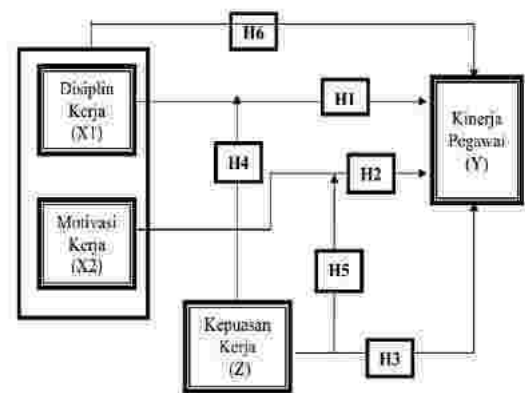 H6
Disiplin
Kerja
(X1)
H1
Kinerja
Pegawai
(Y)
H4
H2
Motivasi
Kerja
(X2)
H5
Kepuasan
Kerja
(Z)
H3